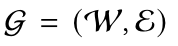 𝒢 = (𝒲, ℰ)